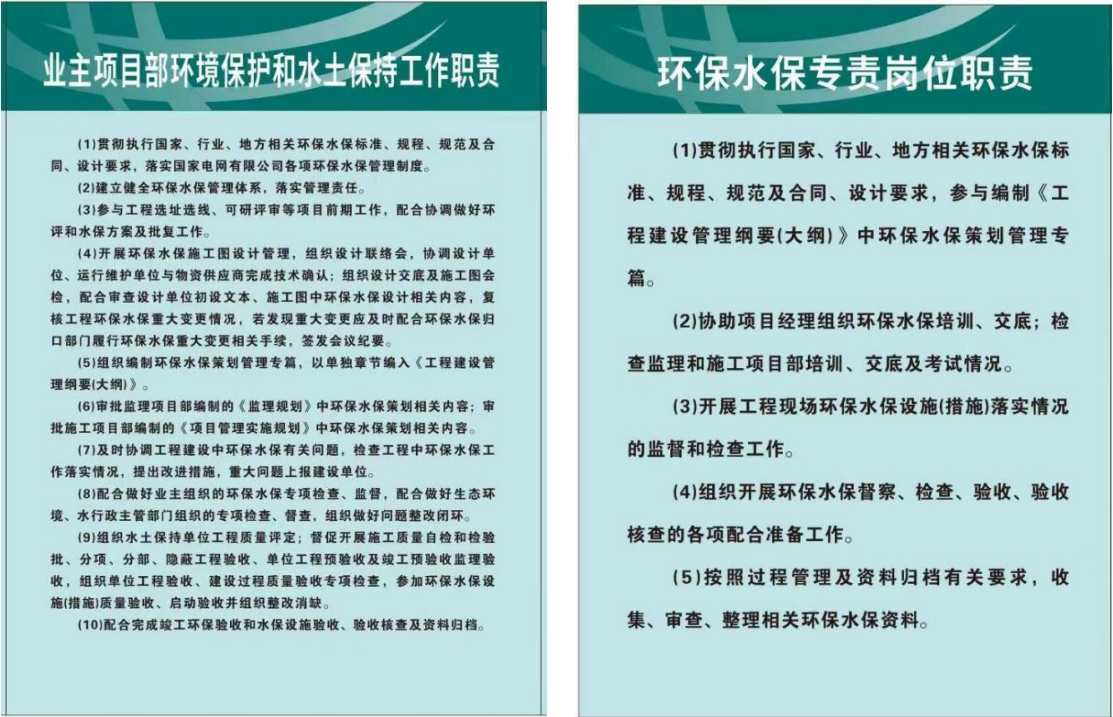 业主项目部环境保护和水土保持工作职责
(1)贯彻执行国家、行业、地方相关环保水保标准、规程、规范及合
同、设计要求，落实国家电网有限公司各项环保水保管理制度。
(2)建立健全环保水保管理体系，落实管理责任。
(3)参与工程选址选线、可研评审等项目前期工作，配合协调做好环
评和水保方案及批复工作。
(4)开展环保水保施工图设计管理，组织设计联络会，协调设计单
位、运行维护单位与物资供应商完成技术确认；组织设计交底及施工图会
检，配合审查设计单位初设文本、施工图中环保水保设计相关内容，复
核工程环保水保重大变更情况，若发现重大变更应及时配合环保水保归
口部门履行环保水保重大变更相关手续，签发会议纪要。
(5)组织编制环保水保策划管理专篇，以单独章节编入《工程建设管
理纲要(大纲)》。
(6)审批监理项目部编制的《监理规划》中环保水保策划相关内容；审
批施工项目部编制的《项目管理实施规划》中环保水保策划相关内容。
(7)及时协调工程建设中环保水保有关问题，检查工程中环保水保工
作落实情况，提出改进措施，重大问题上报建设单位。
(8)配合做好业主组织的环保水保专项检查、监督，配合做好生态环
境、水行政主管部门组织的专项检查、督查，组织做好问题整改闭环。
(9)组织水土保持单位工程质量评定；督促开展施工质量自检和检验
批、分项、分部、隐蔽工程验收、单位工程预验收及竣工预验收监理验
收，组织单位工程验收、建设过程质量验收专项检查，参加环保水保设
施(措施)质量验收、启动验收并组织整改消缺。
(10)配合完成竣工环保验收和水保设施验收、验收核查及资料归档。
环保水保专责岗位职责
(1)贯彻执行国家、行业、地方相关环保水保标
准、规程、规范及合同、设计要求，参与编制《工
程建设管理纲要(大纲)》中环保水保策划管理专
篇。
(2)协助项目经理组织环保水保培训、交底；检
查监理和施工项目部培训、交底及考试情况。
(3)开展工程现场环保水保设施(措施)落实情况
的监督和检查工作。
(4)组织开展环保水保督察、检查、验收、验收
核查的各项配合准备工作。
(5)按照过程管理及资料归档有关要求，收
集、审查、整理相关环保水保资料。